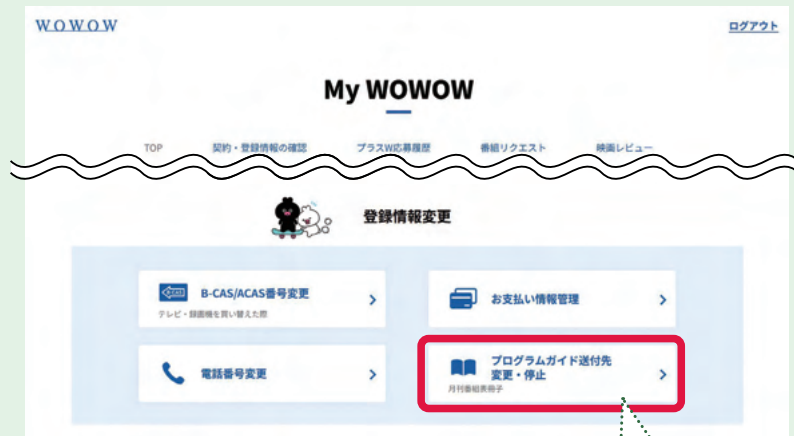 WOWOW
ログアウト
My WOWOW
TOP 契約・登録情報の確認 プラスW応募履歴 番組リクエスト 映画レビュー
登録情報変更
B-CAS
B-CAS/ACAS番号変更
テレビ・録画機を買い替えた際
お支払い情報管理
電話番号変更
プログラムガイド送付先
変更・停止
月刊番組表冊子